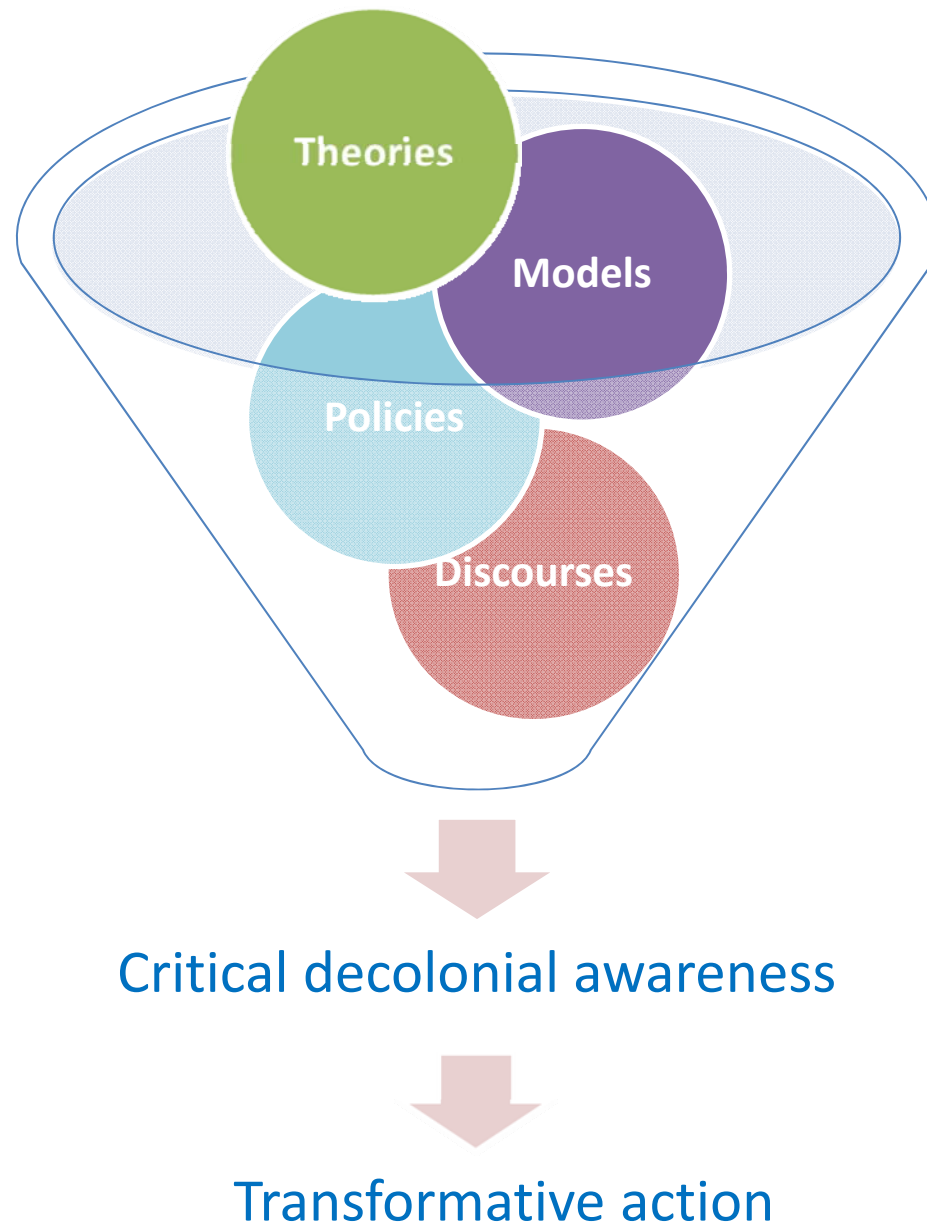 Theories
Models
Policies
Discourses
Critical decolonial awareness
Transformative action